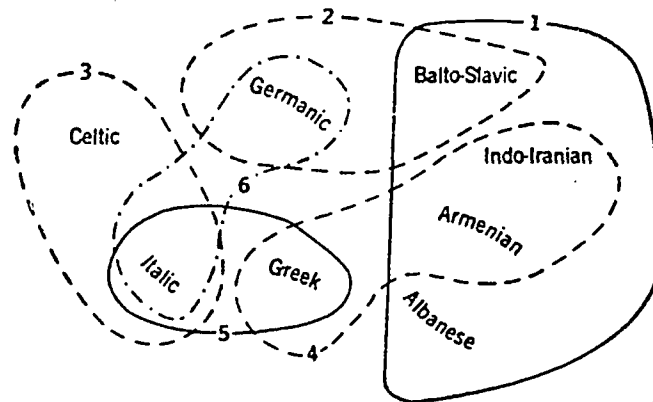 1
2
3
Balto-Slavic
Germanic
Celtic
Indo-Iranian
6
Armenian
Italic
Greek
Albanese
5
4